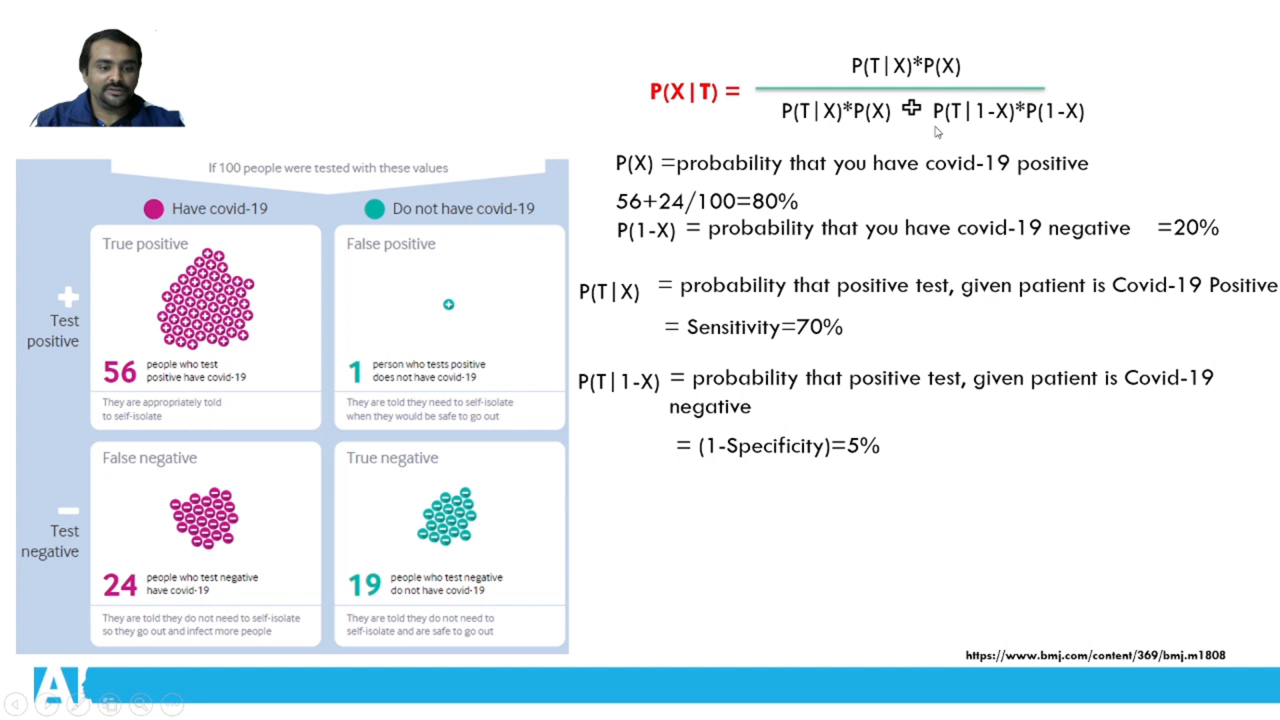 P(T|X)*P(X)
P(X|T) =
P(T|X)*P(X) + P(T|1-X)*P(1-X)
P(X) =probability that you have covid-19 positive
56+24/100=80%
P(1-X) = probability that you have covid-19 negative =20%
P(T|X) = probability that positive test, given patient is Covid-19 Positive
= Sensitivity=70%
P(T|1-X) = probability that positive test, given patient is Covid-19
negative
= (1-Specificity)=5%
If 100 people were tested with these values
Have covid-19
Do not have covid-19
Test
positive
True positive
56 people who test
positive have covid-19
They are appropriately told
to self-isolate
False positive
1 person who tests positive
does not have covid-19
They are told they need to self-isolate
when they would be safe to go out
Test
negative
False negative
24 people who test negative
have covid-19
They are told they do not need to self-isolate
so they go out and infect more people
True negative
19 people who test negative
do not have covid-19
They are told they do not need to
self-isolate and are safe to go out
https://www.bmj.com/content/369/bmj.m1808